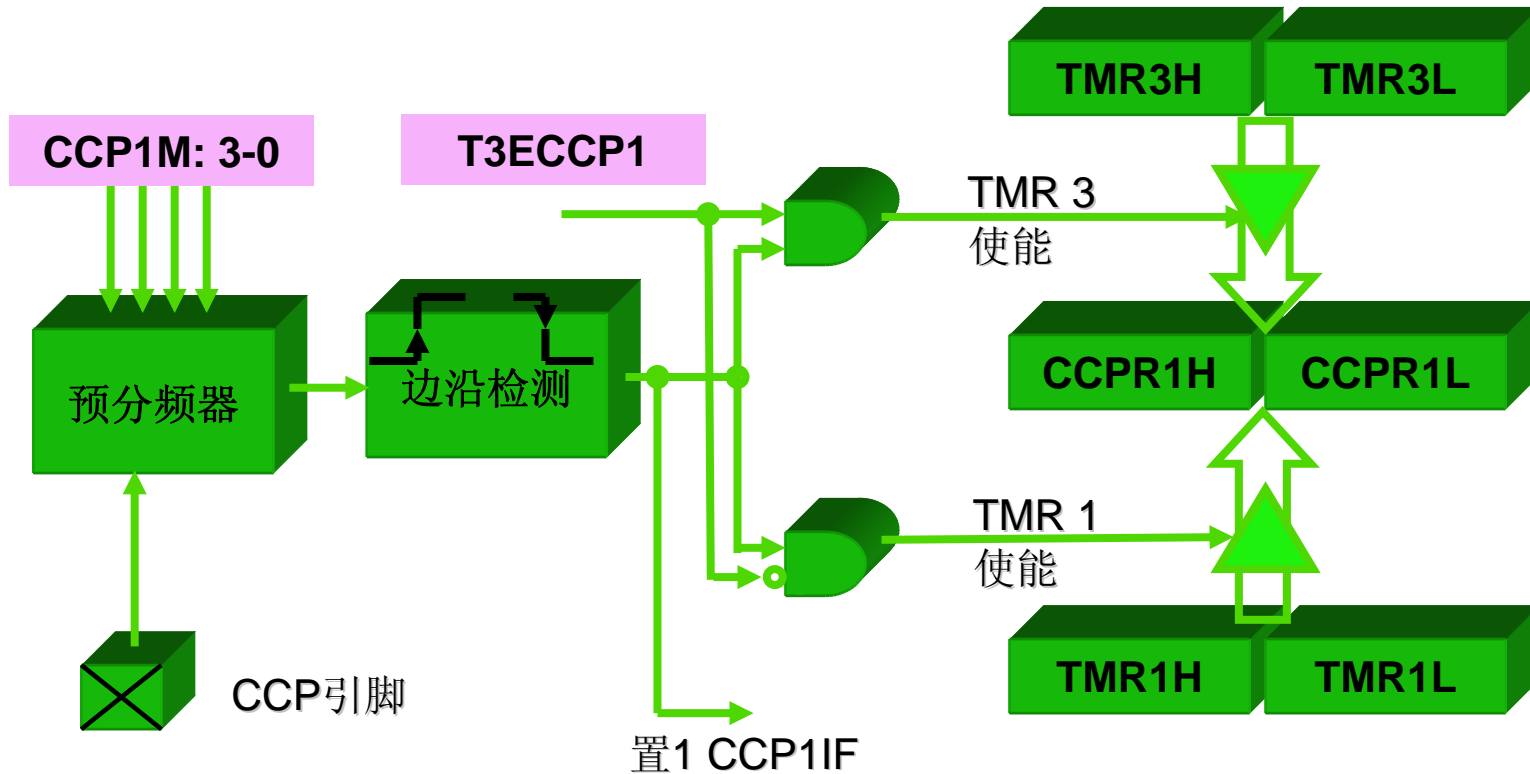 TMR3H
TMR3L
CCP1M: 3-0
T3ECCP1
TMR 3
使能
预分频器
边沿检测
CCPR1H
CCPR1L
TMR 1
使能
CCP引脚
TMR1H
TMR1L
置1 CCP1IF